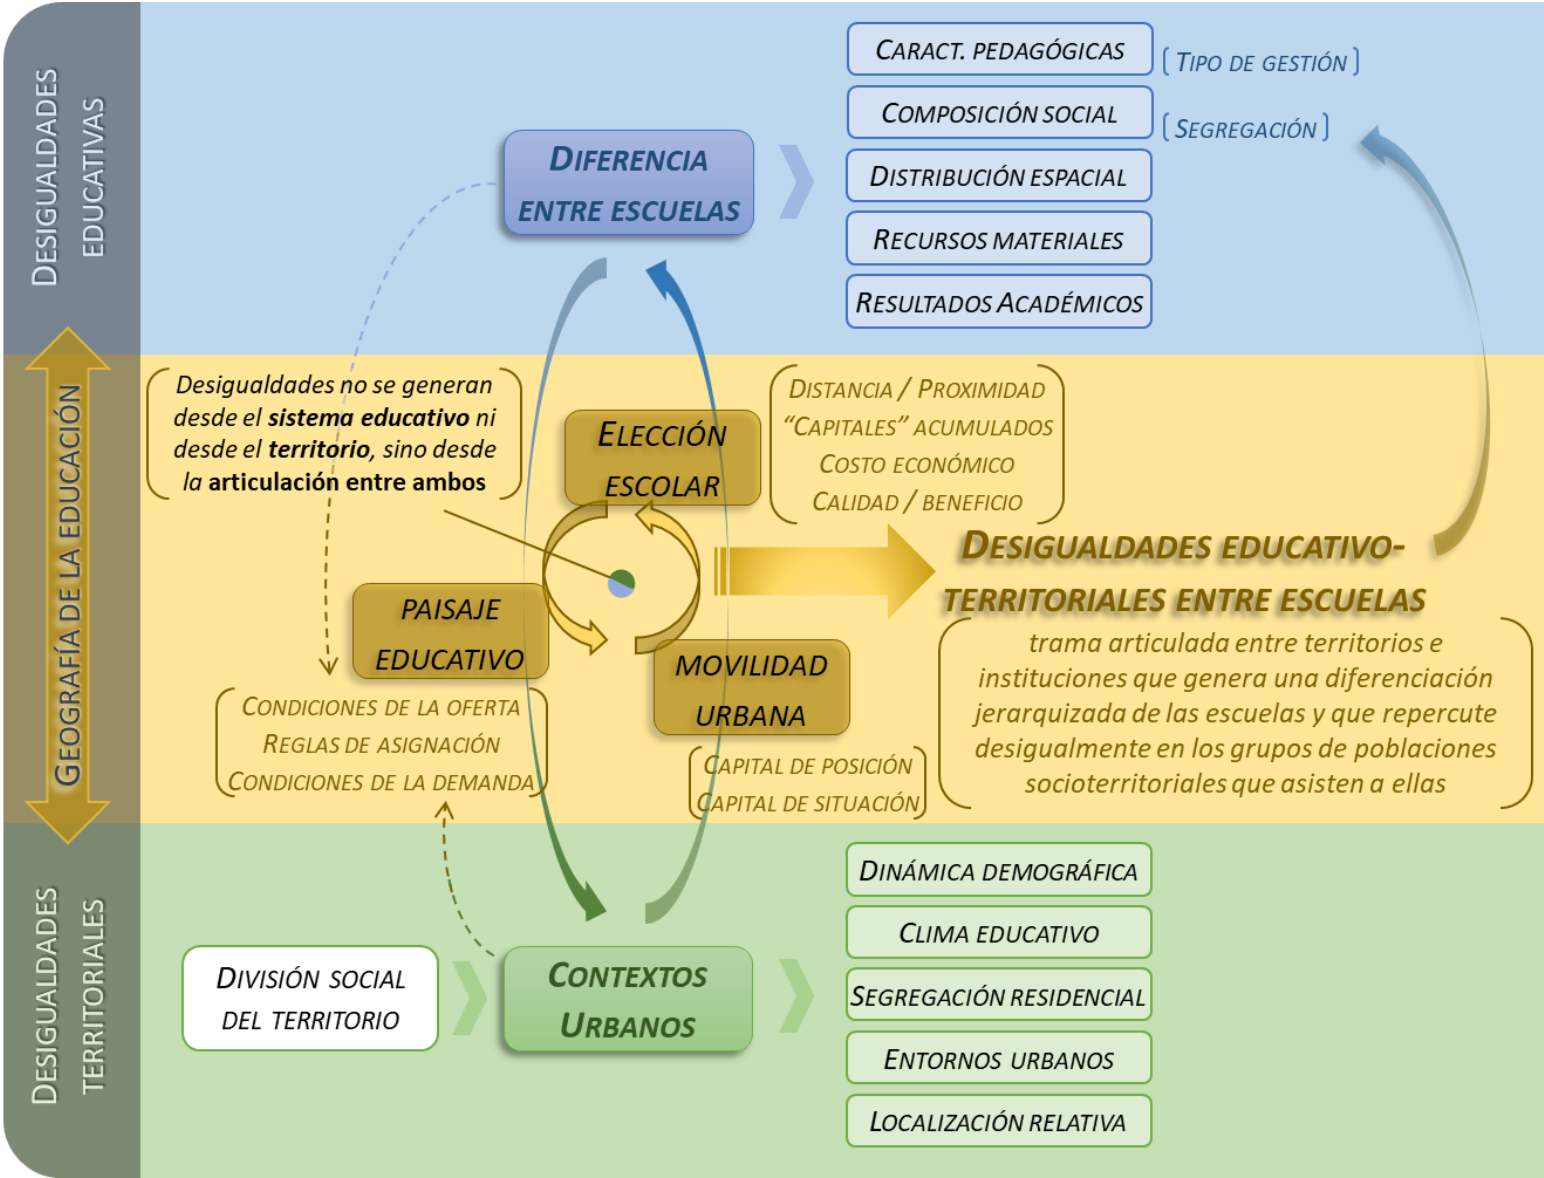 DESIGUALDADES
EDUCATIVAS
GEOGRAFÍA DE LA EDUCACIÓN
DESIGUALDADES
TERRITORIALES
DIFERENCIA
ENTRE ESCUELAS
CARACT. PEDAGÓGICAS
[TIPO DE GESTIÓN]
COMPOSICIÓN SOCIAL
[SEGREGACIÓN]
DISTRIBUCIÓN ESPACIAL
RECURSOS MATERIALES
RESULTADOS ACADÉMICOS
Desigualdades no se generan
desde el sistema educativo ni
desde el territorio, sino desde
la articulación entre ambos
ELECCIÓN
ESCOLAR
DISTANCIA / PROXIMIDAD
“CAPITALES” ACUMULADOS
COSTO ECONÓMICO
CALIDAD / BENEFICIO
PAISAJE
EDUCATIVO
CONDICIONES DE LA OFERTA
REGLAS DE ASIGNACIÓN
CONDICIONES DE LA DEMANDA
MOVILIDAD
URBANA
CAPITAL DE POSICIÓN
CAPITAL DE SITUACIÓN
DESIGUALDADES EDUCATIVO-
TERRITORIALES ENTRE ESCUELAS
trama articulada entre territorios e
instituciones que genera una diferenciación
jerarquizada de las escuelas y que repercute
desigualmente en los grupos de poblaciones
socioterritoriales que asisten a ellas
DIVISIÓN SOCIAL
DEL TERRITORIO
CONTEXTOS
URBANOS
DINÁMICA DEMOGRÁFICA
CLIMA EDUCATIVO
SEGREGACIÓN RESIDENCIAL
ENTORNOS URBANOS
LOCALIZACIÓN RELATIVA